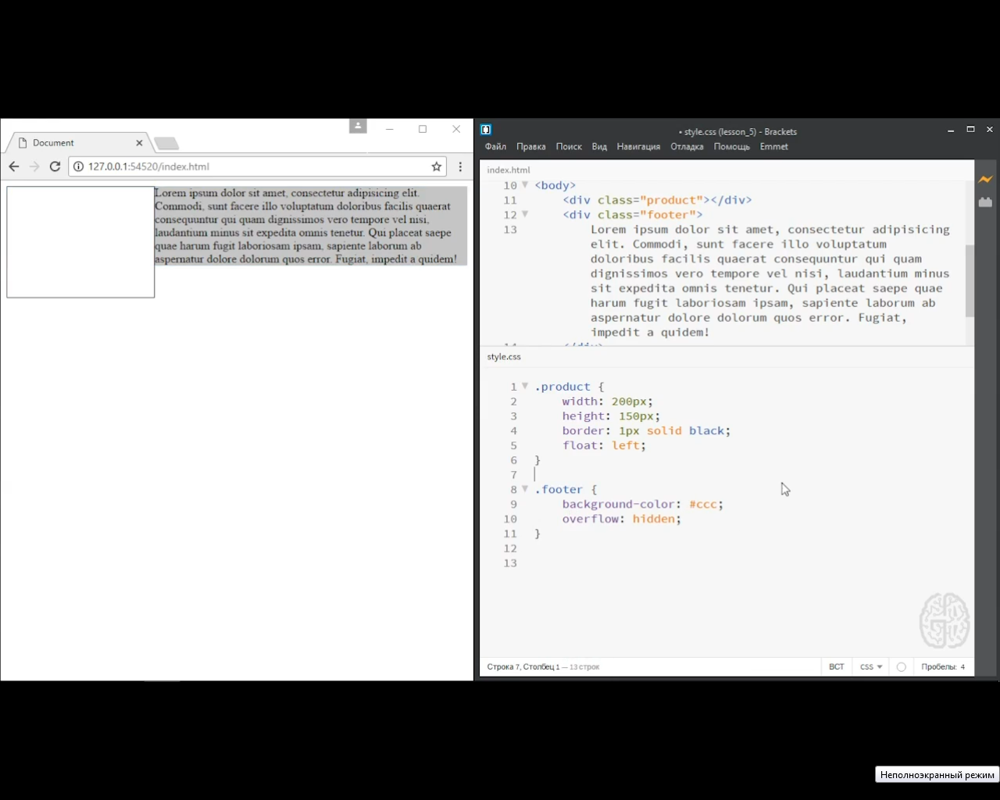 Document
127.0.0.1:54520/index.html
Lorem ipsum dolor sit amet, consectetur adipisicing elit.
Commodi, sunt facere illo voluptatum doloribus facilis quaerat
consequuntur qui quam dignissimos vero tempore vel nisi,
laudantium minus sit expedita omnis tenetur. Qui placeat saepe
quae harum fugit laboriosam ipsam, sapiente laborum ab
aspernatur dolore dolorum quos error. Fugiat, impedit a quidem!
• style.css (lesson_5) - Brackets
Файл Правка Поиск Вид Навигация Отладка Помощь Emmet
index.html
10 <body>
11 <div class="product"></div>
12 <div class="footer">
13 Lorem ipsum dolor sit amet, consectetur adipisicing
elit. Commodi, sunt facere illo voluptatum
doloribus facilis quaerat consequuntur qui quam
dignissimos vero tempore vel nisi, laudantium minus
sit expedita omnis tenetur. Qui placeat saepe quae
harum fugit laboriosam ipsam, sapiente laborum ab
aspernatur dolore dolorum quos error. Fugiat,
impedit a quidem!
14 </div>
style.css
1 .product {
2 width: 200px;
3 height: 150px;
4 border: 1px solid black;
5 float: left;
6 }
7
8 .footer {
9 background-color: #ccc;
10 overflow: hidden;
11 }
12
13
Строка 7, Столбец 1 — 13 строк
ВСТ CSS Пробелы: 4
Неполноэкранный режим